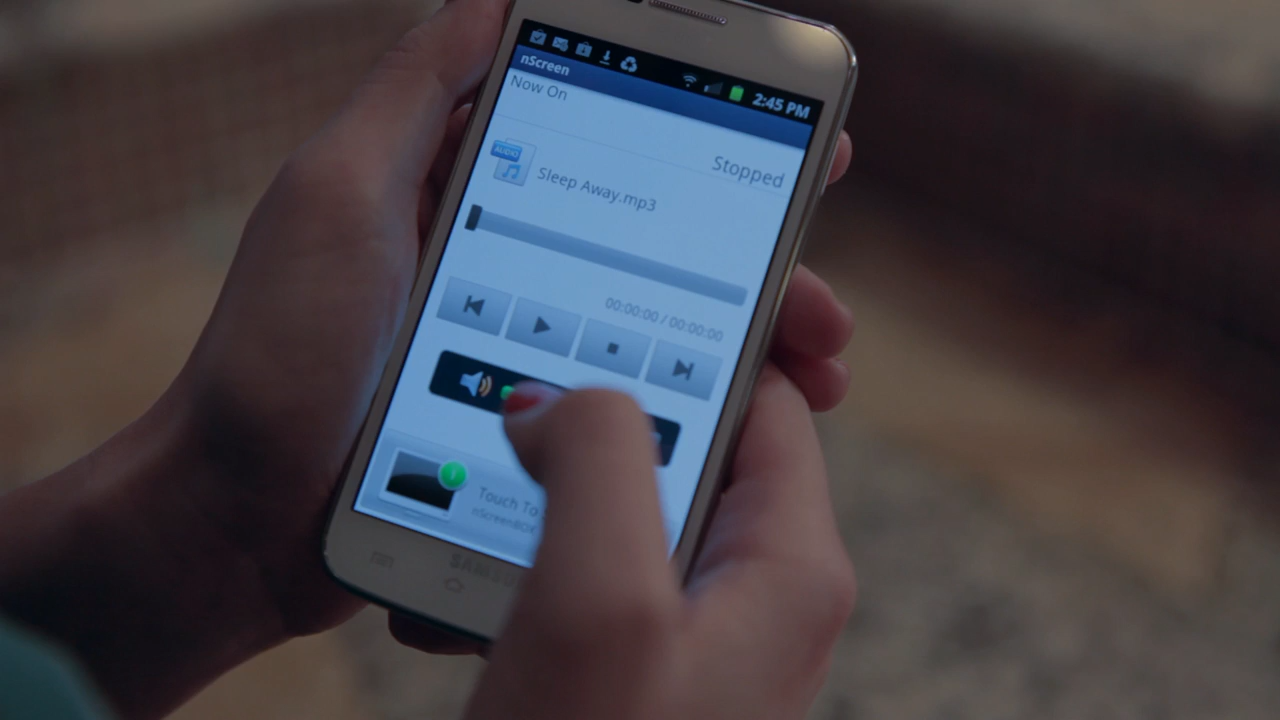 2:45 PM
nScreen
Now On
Stopped
AUDIO
Sleep Away.mp3
00:00:00 / 00:00:00
Touch To
nScreenBOX
SAMSUNG